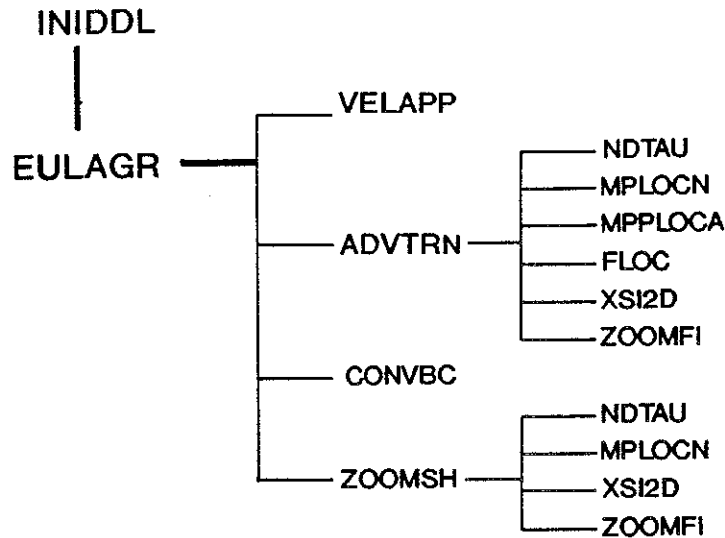 INIDDL
EULAGR
VELAPP
ADVTRN
NDTAU
MPLOCN
MPPLOCA
FLOC
XSI2D
ZOOMFI
CONVBC
ZOOMSH
NDTAU
MPLOCN
XSI2D
ZOOMFI